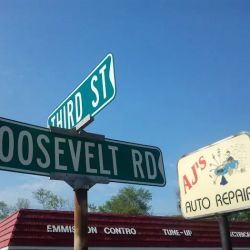 THIRD ST
OOSEVELT RD
AJ'S
AUTO REPAIR
EMMISSION CONTRO TUNE-UP